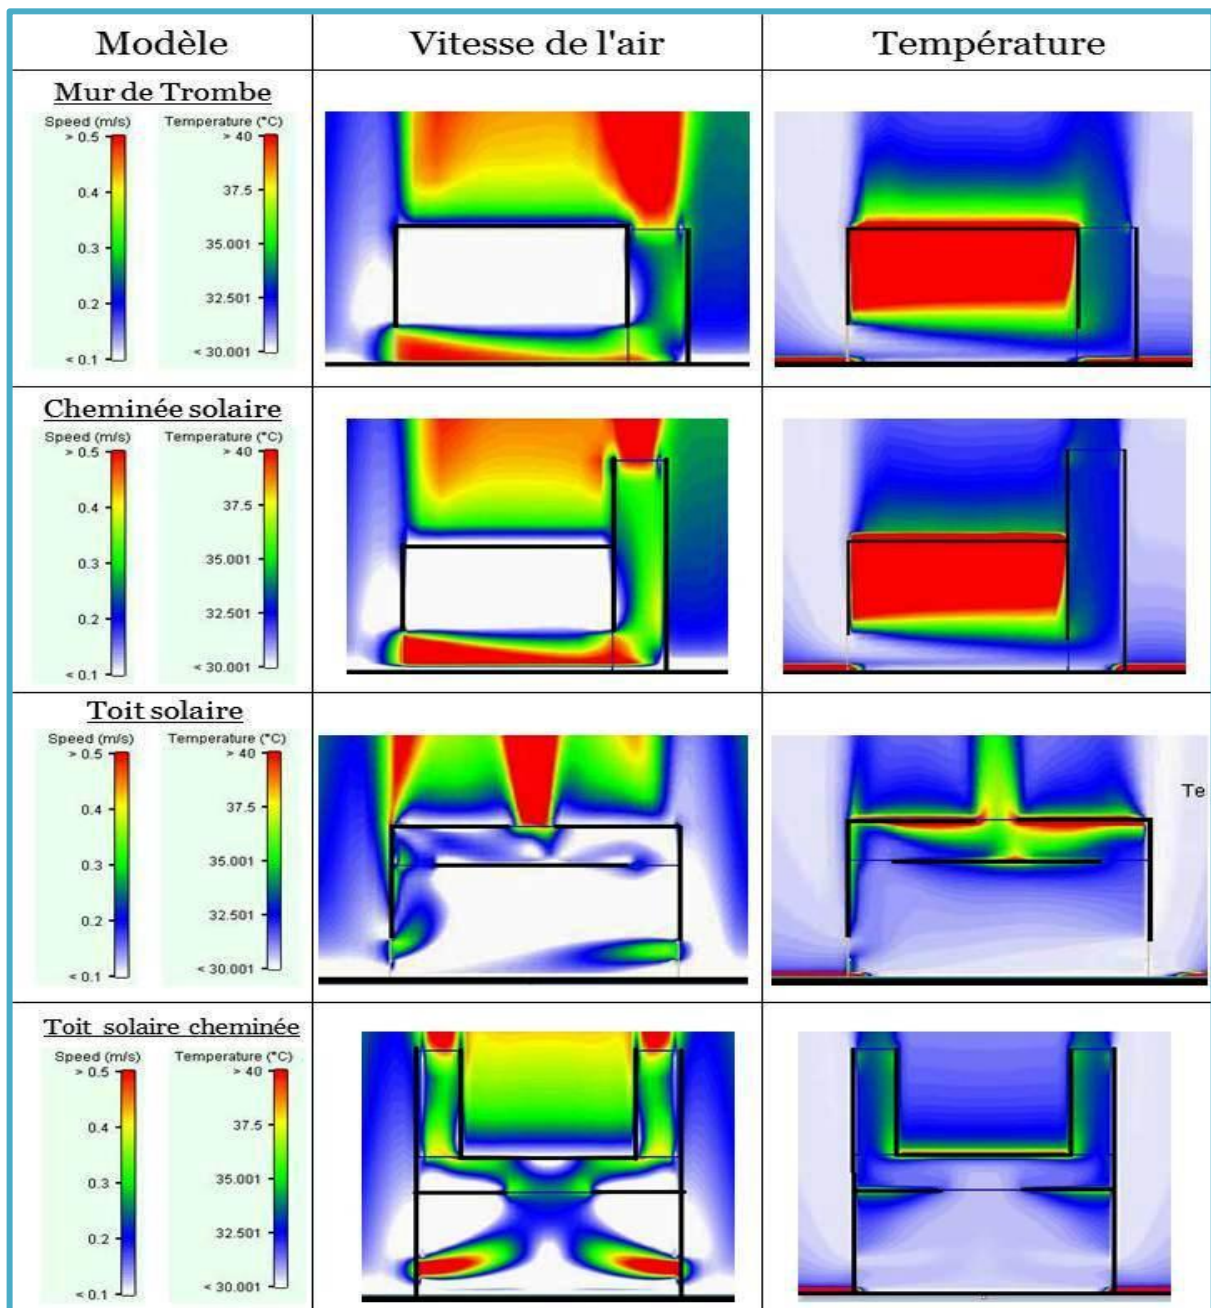 Modèle
Vitesse de l'air
Température
Mur de Trombe
Speed (m/s)
Temperature (°C)
> 0.5
> 40
0.4
37.5
0.3
35.001
0.2
32.501
< 0.1
< 30.001
Cheminée solaire
Speed (m/s)
Temperature (°C)
> 0.5
> 40
0.4
37.5
0.3
35.001
0.2
32.501
< 0.1
< 30.001
Toit solaire
Speed (m/s)
Temperature (°C)
> 0.5
> 40
0.4
37.5
0.3
35.001
0.2
32.501
< 0.1
< 30.001
Te
Toit solaire cheminée
Speed (m/s)
Temperature (°C)
> 0.5
> 40
0.4
37.5
0.3
35.001
0.2
32.501
< 0.1
< 30.001